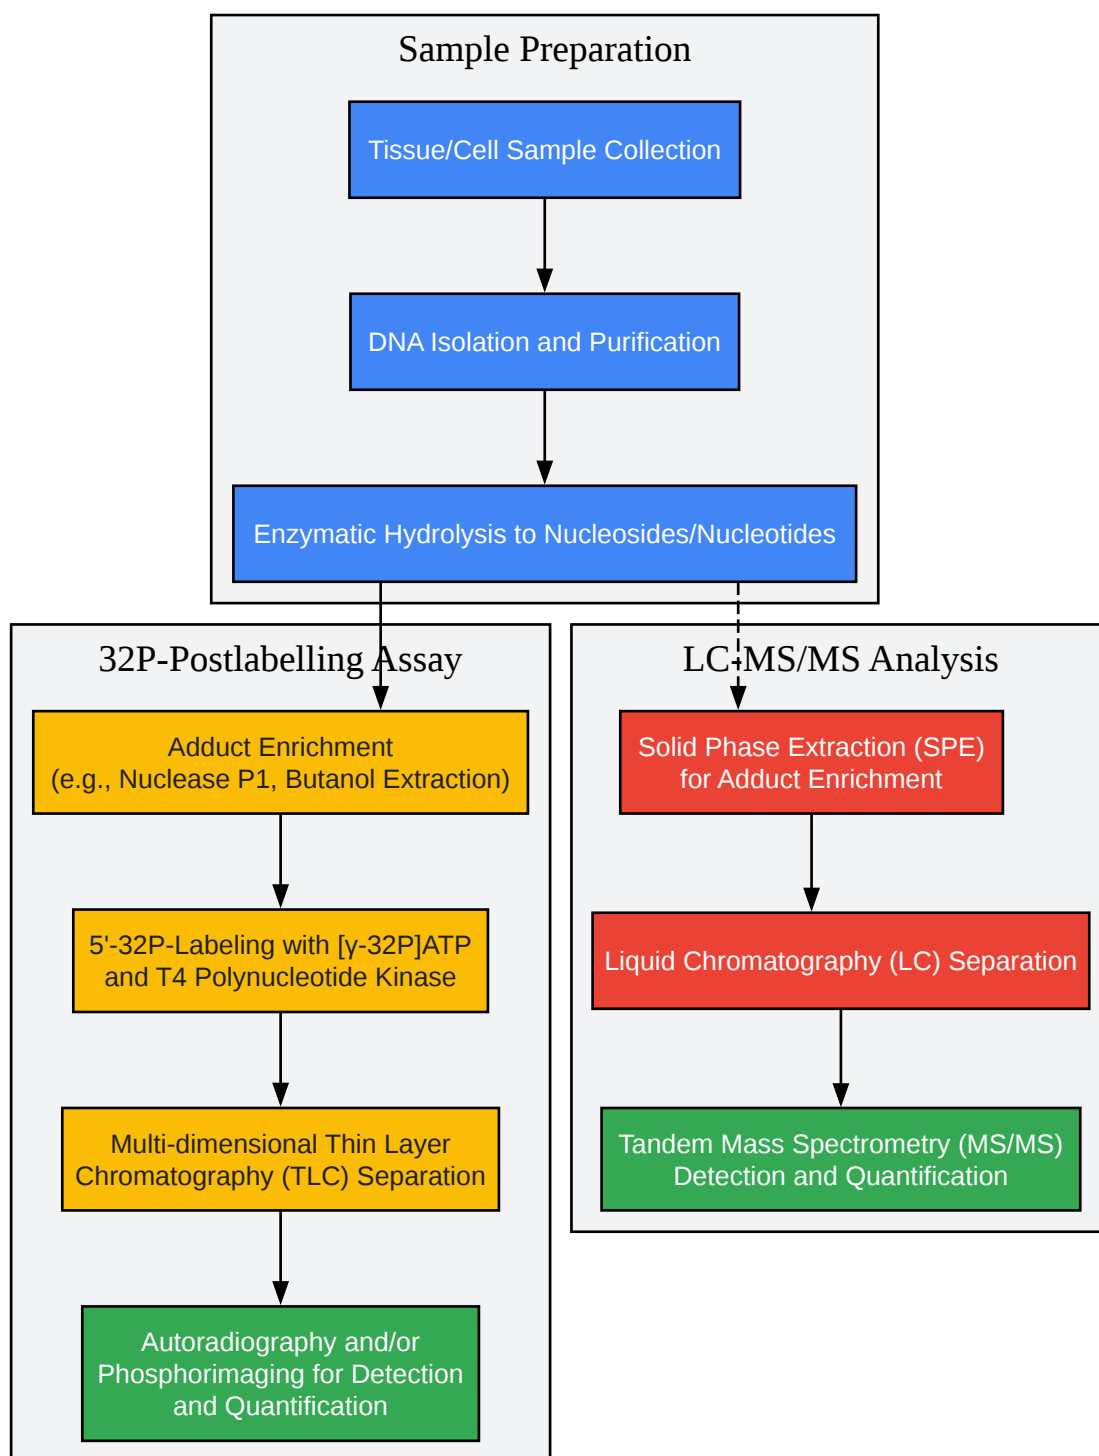 Sample Preparation
Tissue/Cell Sample Collection
DNA Isolation and Purification
Enzymatic Hydrolysis to Nucleosides/Nucleotides
32P-Postlabelling Assay
Adduct Enrichment
(e.g., Nuclease P1, Butanol Extraction)
5'-32P-Labeling with [γ-32P]ATP
and T4 Polynucleotide Kinase
Multi-dimensional Thin Layer
Chromatography (TLC) Separation
Autoradiography and/or
Phosphorimaging for Detection
and Quantification
LC-MS/MS Analysis
Solid Phase Extraction (SPE)
for Adduct Enrichment
Liquid Chromatography (LC) Separation
Tandem Mass Spectrometry (MS/MS)
Detection and Quantification